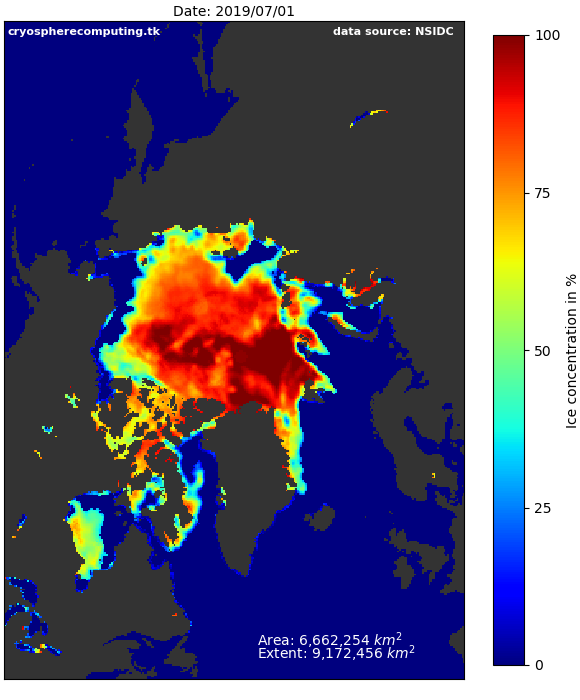 Date: 2019/07/01
cryospherecomputing.tk
data source: NSIDC
100
75
50
25
0
Ice concentration in %
Area: 6,662,254 km²
Extent: 9,172,456 km²